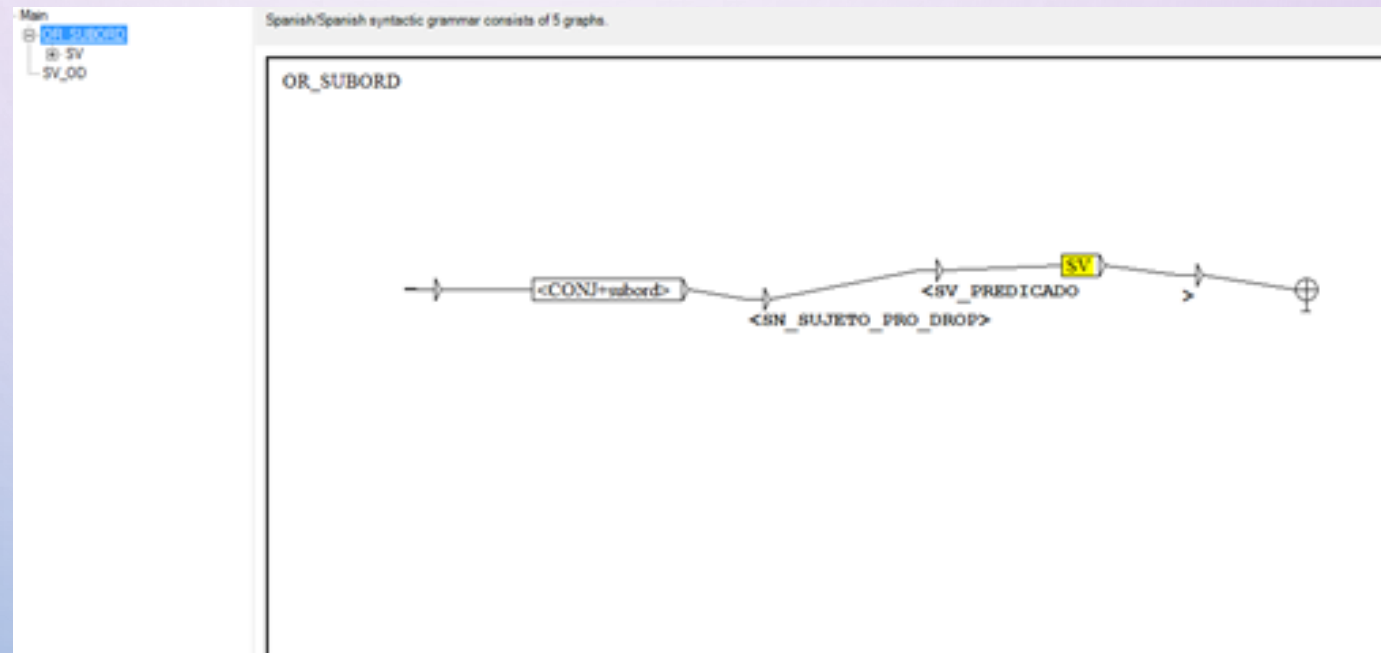 Main
OR_SUBORD
SV
SV_OD
Spanish/Spanish syntactic grammar consists of 5 graphs.
OR_SUBORD
<CONJ+subord>
<SN_SUJETO_PRO_DROP>
<SV_PREDICADO
SV
>